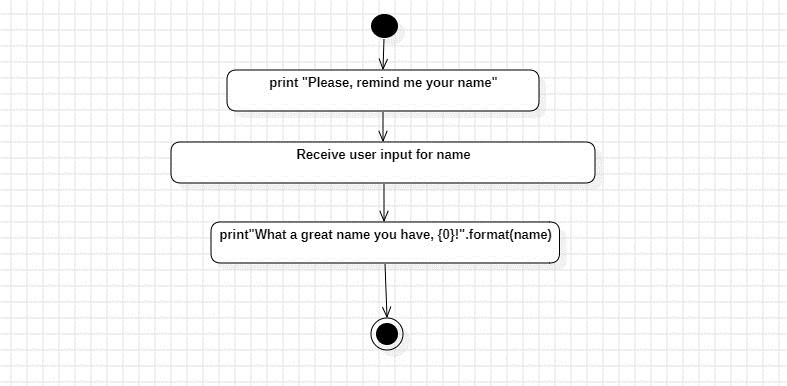 print "Please, remind me your name"
Receive user input for name
print"What a great name you have, {0}!".format(name)